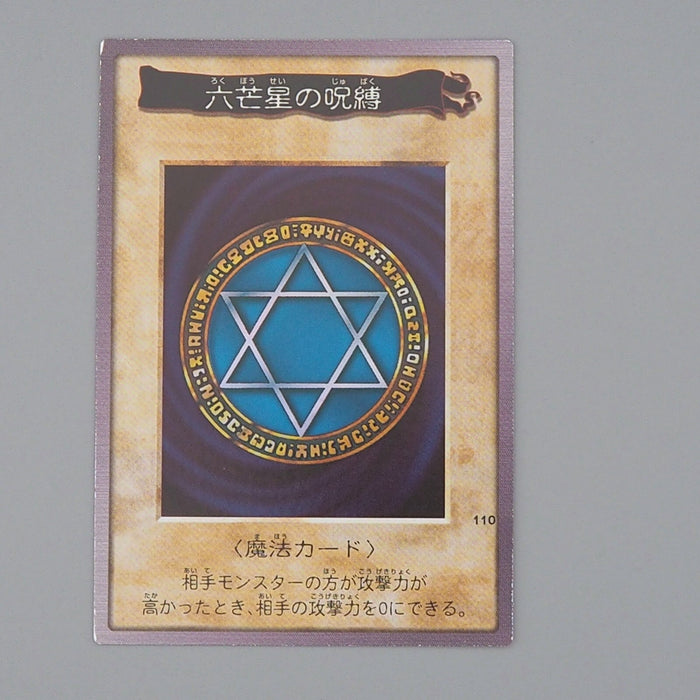 六芒星の呪縛
110
〈魔法カード〉
相手モンスターの方が攻撃力が
高かったとき、相手の攻撃力を0にできる。